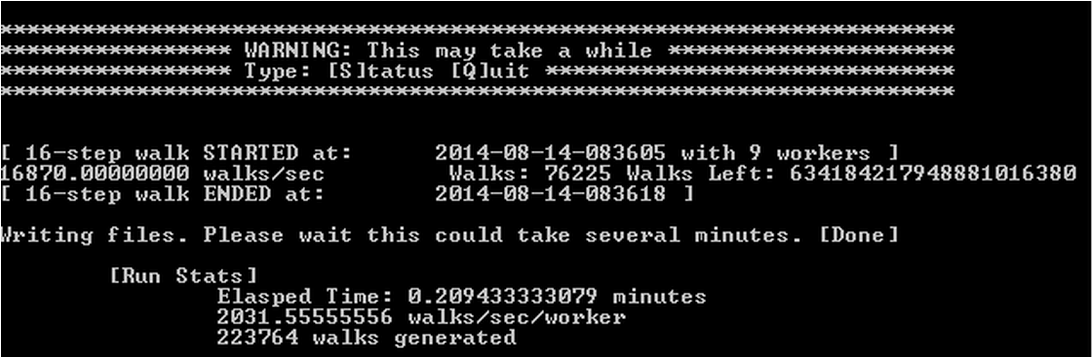 **********************************************************************
***************** WARNING: This may take a while *********************
***************** Type: [S]tatus [Q]uit ******************************
**********************************************************************
[ 16-step walk STARTED at: 2014-08-14-083605 with 9 workers ]
16870.00000000 walks/sec Walks: 76225 Walks Left: 634184217948881016380
[ 16-step walk ENDED at: 2014-08-14-083618 ]
Writing files. Please wait this could take several minutes. [Done]
[Run Stats]
Elasped Time: 0.209433333079 minutes
2031.55555556 walks/sec/worker
223764 walks generated